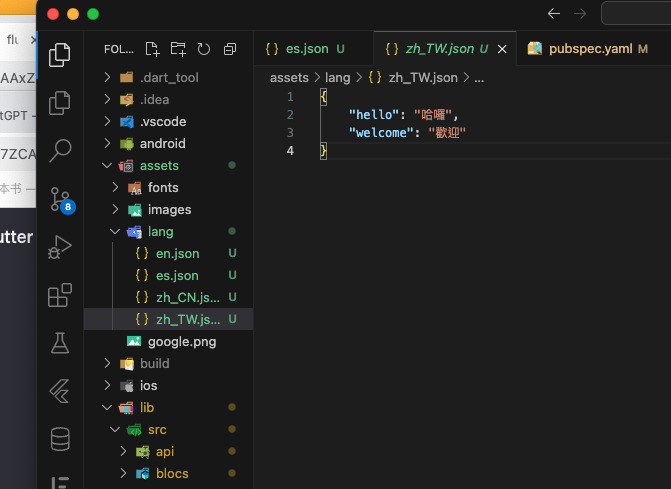 flu
AAxZ
tGPT –
7ZCA
本书 —
utter
8
FOL...
.dart_tool
.idea
.vscode
android
assets
fonts
images
lang
en.json U
es.json U
zh_CN.js... U
zh_TW.js... U
google.png
build
ios
lib
src
api
blocs
{} es.json U
{} zh_TW.json U ×
pubspec.yaml M
assets > lang > {} zh_TW.json > ...
1 {
2 "hello": "哈囉",
3 "welcome": "歡迎"
4 }